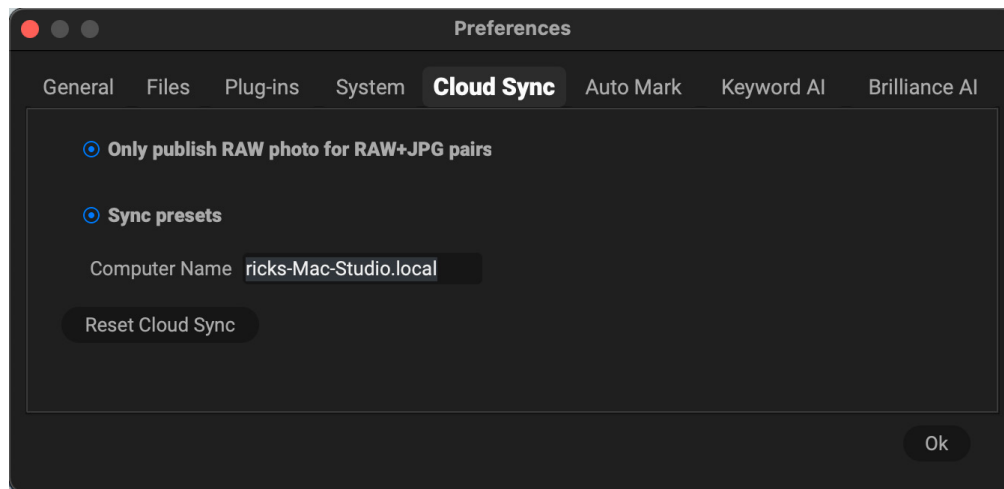 Preferences
General Files Plug-ins System Cloud Sync Auto Mark Keyword AI Brilliance AI
Only publish RAW photo for RAW+JPG pairs
Sync presets
Computer Name ricks-Mac-Studio.local
Reset Cloud Sync
Ok